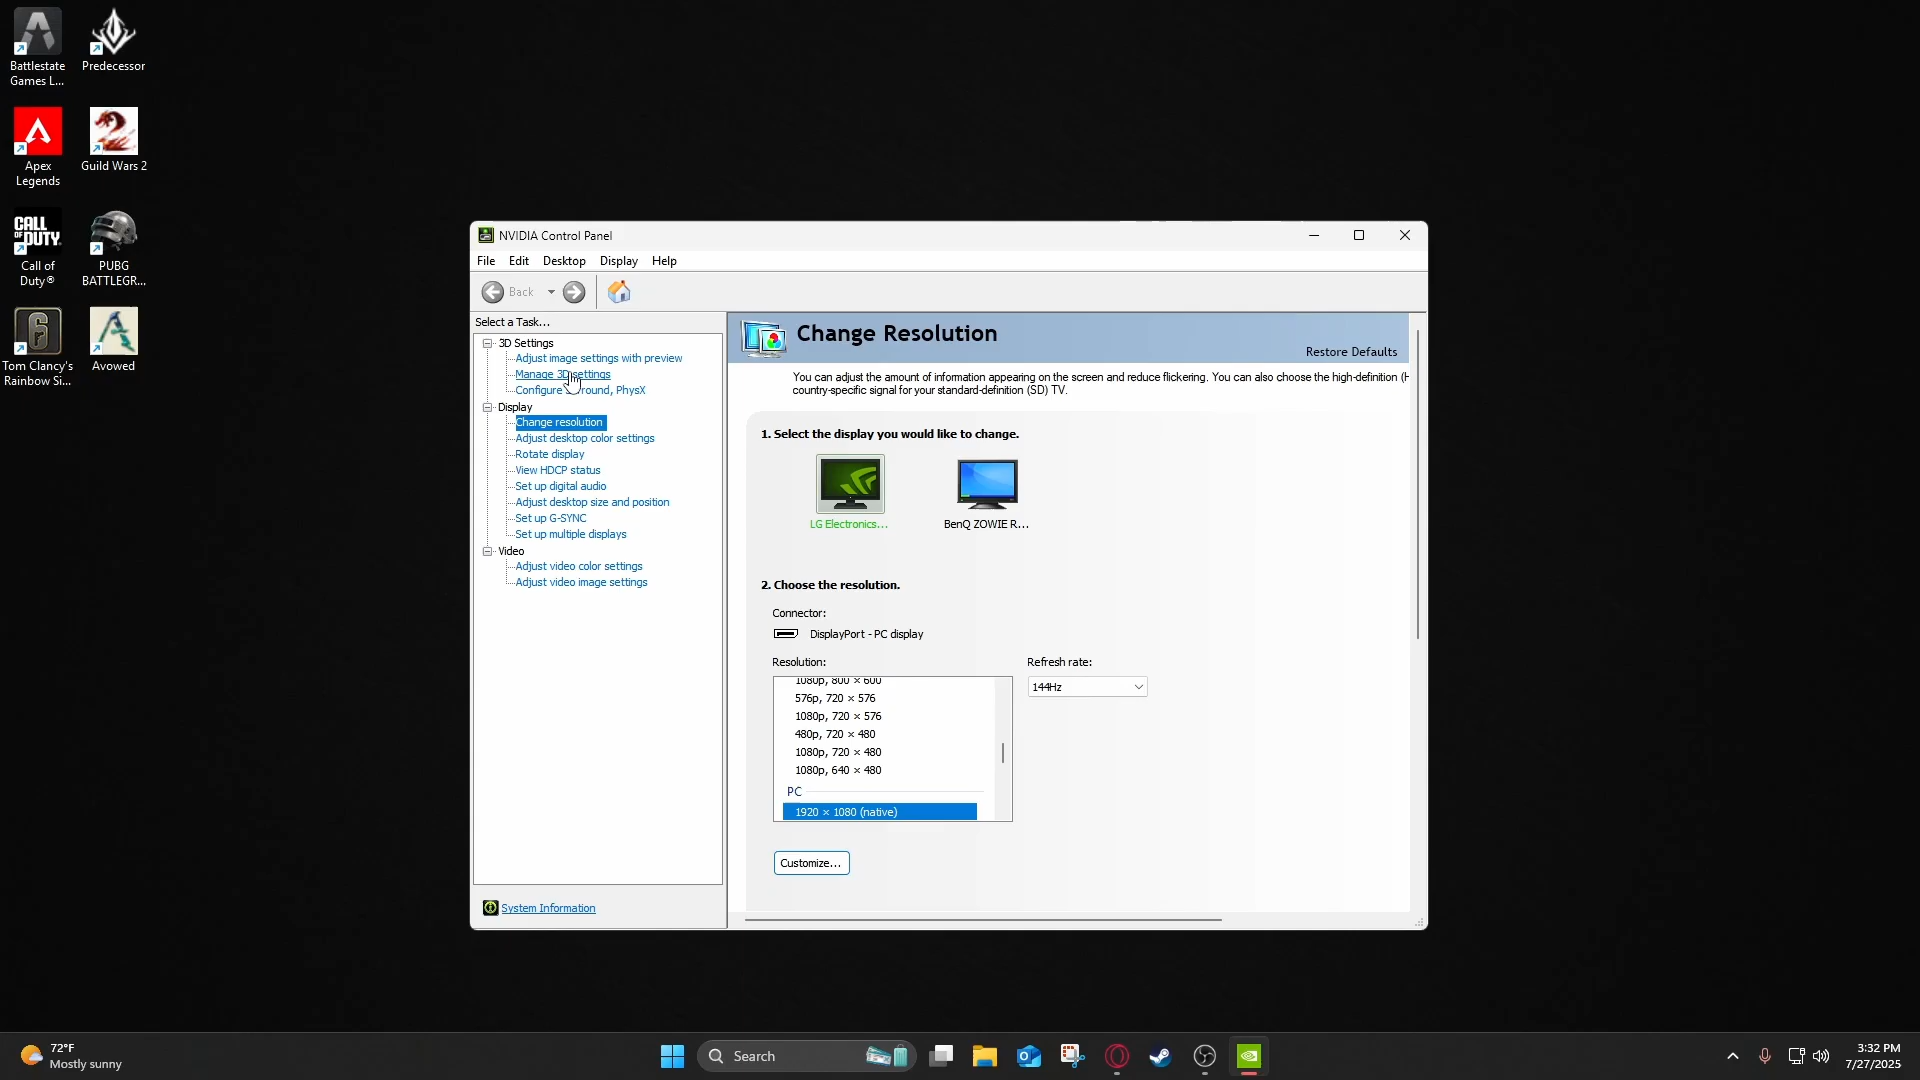 Battlestate
Games L...
Predecessor
Apex
Legends
Guild Wars 2
CALL OF DUTY.
Call of
Duty®
PUBG
BATTLEGR...
Tom Clancy's
Rainbow Si...
Avowed
NVIDIA Control Panel
File Edit Desktop Display Help
Back
Select a Task...
3D Settings
Adjust image settings with preview
Manage 3D settings
Configure round, PhysX
Display
Change resolution
Adjust desktop color settings
Rotate display
View HDCP status
Set up digital audio
Adjust desktop size and position
Set up G-SYNC
Set up multiple displays
Video
Adjust video color settings
Adjust video image settings
System Information
Change Resolution
Restore Defaults
You can adjust the amount of information appearing on the screen and reduce flickering. You can also choose the high-definition (H
country-specific signal for your standard-definition (SD) TV.
1. Select the display you would like to change.
LG Electronics...
BenQ ZOWIE R...
2. Choose the resolution.
Connector:
DisplayPort - PC display
Resolution:
Refresh rate:
1080p, 800 × 600
144Hz
576p, 720 × 576
1080p, 720 × 576
480p, 720 × 480
1080p, 720 × 480
1080p, 640 × 480
PC
1920 × 1080 (native)
Customize...
72°F
Mostly sunny
Search
3:32 PM
7/27/2025